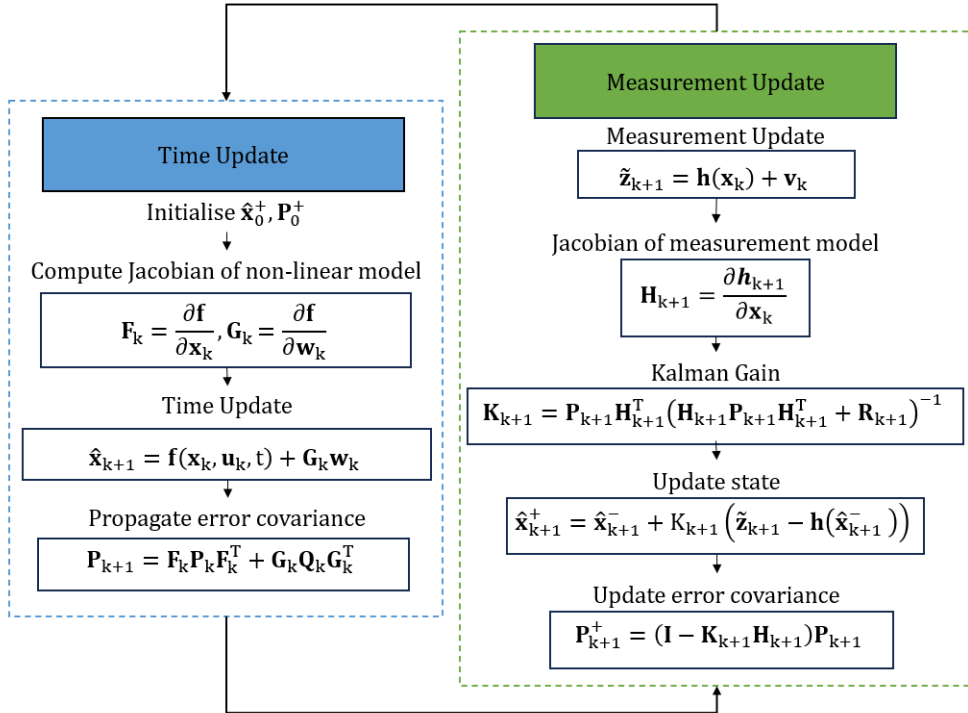 Time Update
Initialise x̂₀⁺, P₀⁺
Compute Jacobian of non-linear model
Fₖ = ∂f/∂xₖ, Gₖ = ∂f/∂wₖ
Time Update
x̂ₖ₊₁ = f(xₖ, uₖ, t) + Gₖwₖ
Propagate error covariance
Pₖ₊₁ = FₖPₖFₖᵀ + GₖQₖGₖᵀ
Measurement Update
Measurement Update
z̃ₖ₊₁ = h(xₖ) + vₖ
Jacobian of measurement model
Hₖ₊₁ = ∂hₖ₊₁/∂xₖ
Kalman Gain
Kₖ₊₁ = Pₖ₊₁Hₖ₊₁ᵀ(Hₖ₊₁Pₖ₊₁Hₖ₊₁ᵀ + Rₖ₊₁)⁻¹
Update state
x̂ₖ₊₁⁺ = x̂ₖ₊₁⁻ + Kₖ₊₁(z̃ₖ₊₁ − h(x̂ₖ₊₁⁻))
Update error covariance
Pₖ₊₁⁺ = (I − Kₖ₊₁Hₖ₊₁)Pₖ₊₁